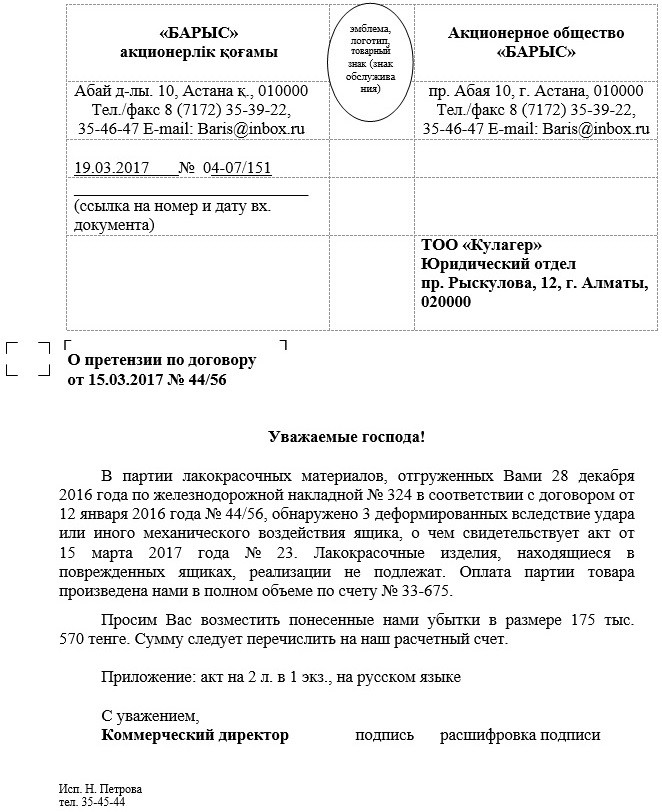 «БАРЫС»
акционерлік қоғамы
эмблема,
логотип,
товарный
знак (знак
обслужива
ния)
Акционерное общество
«БАРЫС»
Абай д-лы. 10, Астана қ., 010000
Тел./факс 8 (7172) 35-39-22,
35-46-47 E-mail: Baris@inbox.ru
пр. Абая 10, г. Астана, 010000
Тел./факс 8 (7172) 35-39-22,
35-46-47 E-mail: Baris@inbox.ru
19.03.2017 № 04-07/151
(ссылка на номер и дату вх.
документа)
ТОО «Кулагер»
Юридический отдел
пр. Рыскулова, 12, г. Алматы,
020000
О претензии по договору
от 15.03.2017 № 44/56
Уважаемые господа!
В партии лакокрасочных материалов, отгруженных Вами 28 декабря
2016 года по железнодорожной накладной № 324 в соответствии с договором от
12 января 2016 года № 44/56, обнаружено 3 деформированных вследствие удара
или иного механического воздействия ящика, о чем свидетельствует акт от
15 марта 2017 года № 23. Лакокрасочные изделия, находящиеся в
поврежденных ящиках, реализации не подлежат. Оплата партии товара
произведена нами в полном объеме по счету № 33-675.
Просим Вас возместить понесенные нами убытки в размере 175 тыс.
570 тенге. Сумму следует перечислить на наш расчетный счет.
Приложение: акт на 2 л. в 1 экз., на русском языке
С уважением,
Коммерческий директор подпись расшифровка подписи
Исп. Н. Петрова
тел. 35-45-44